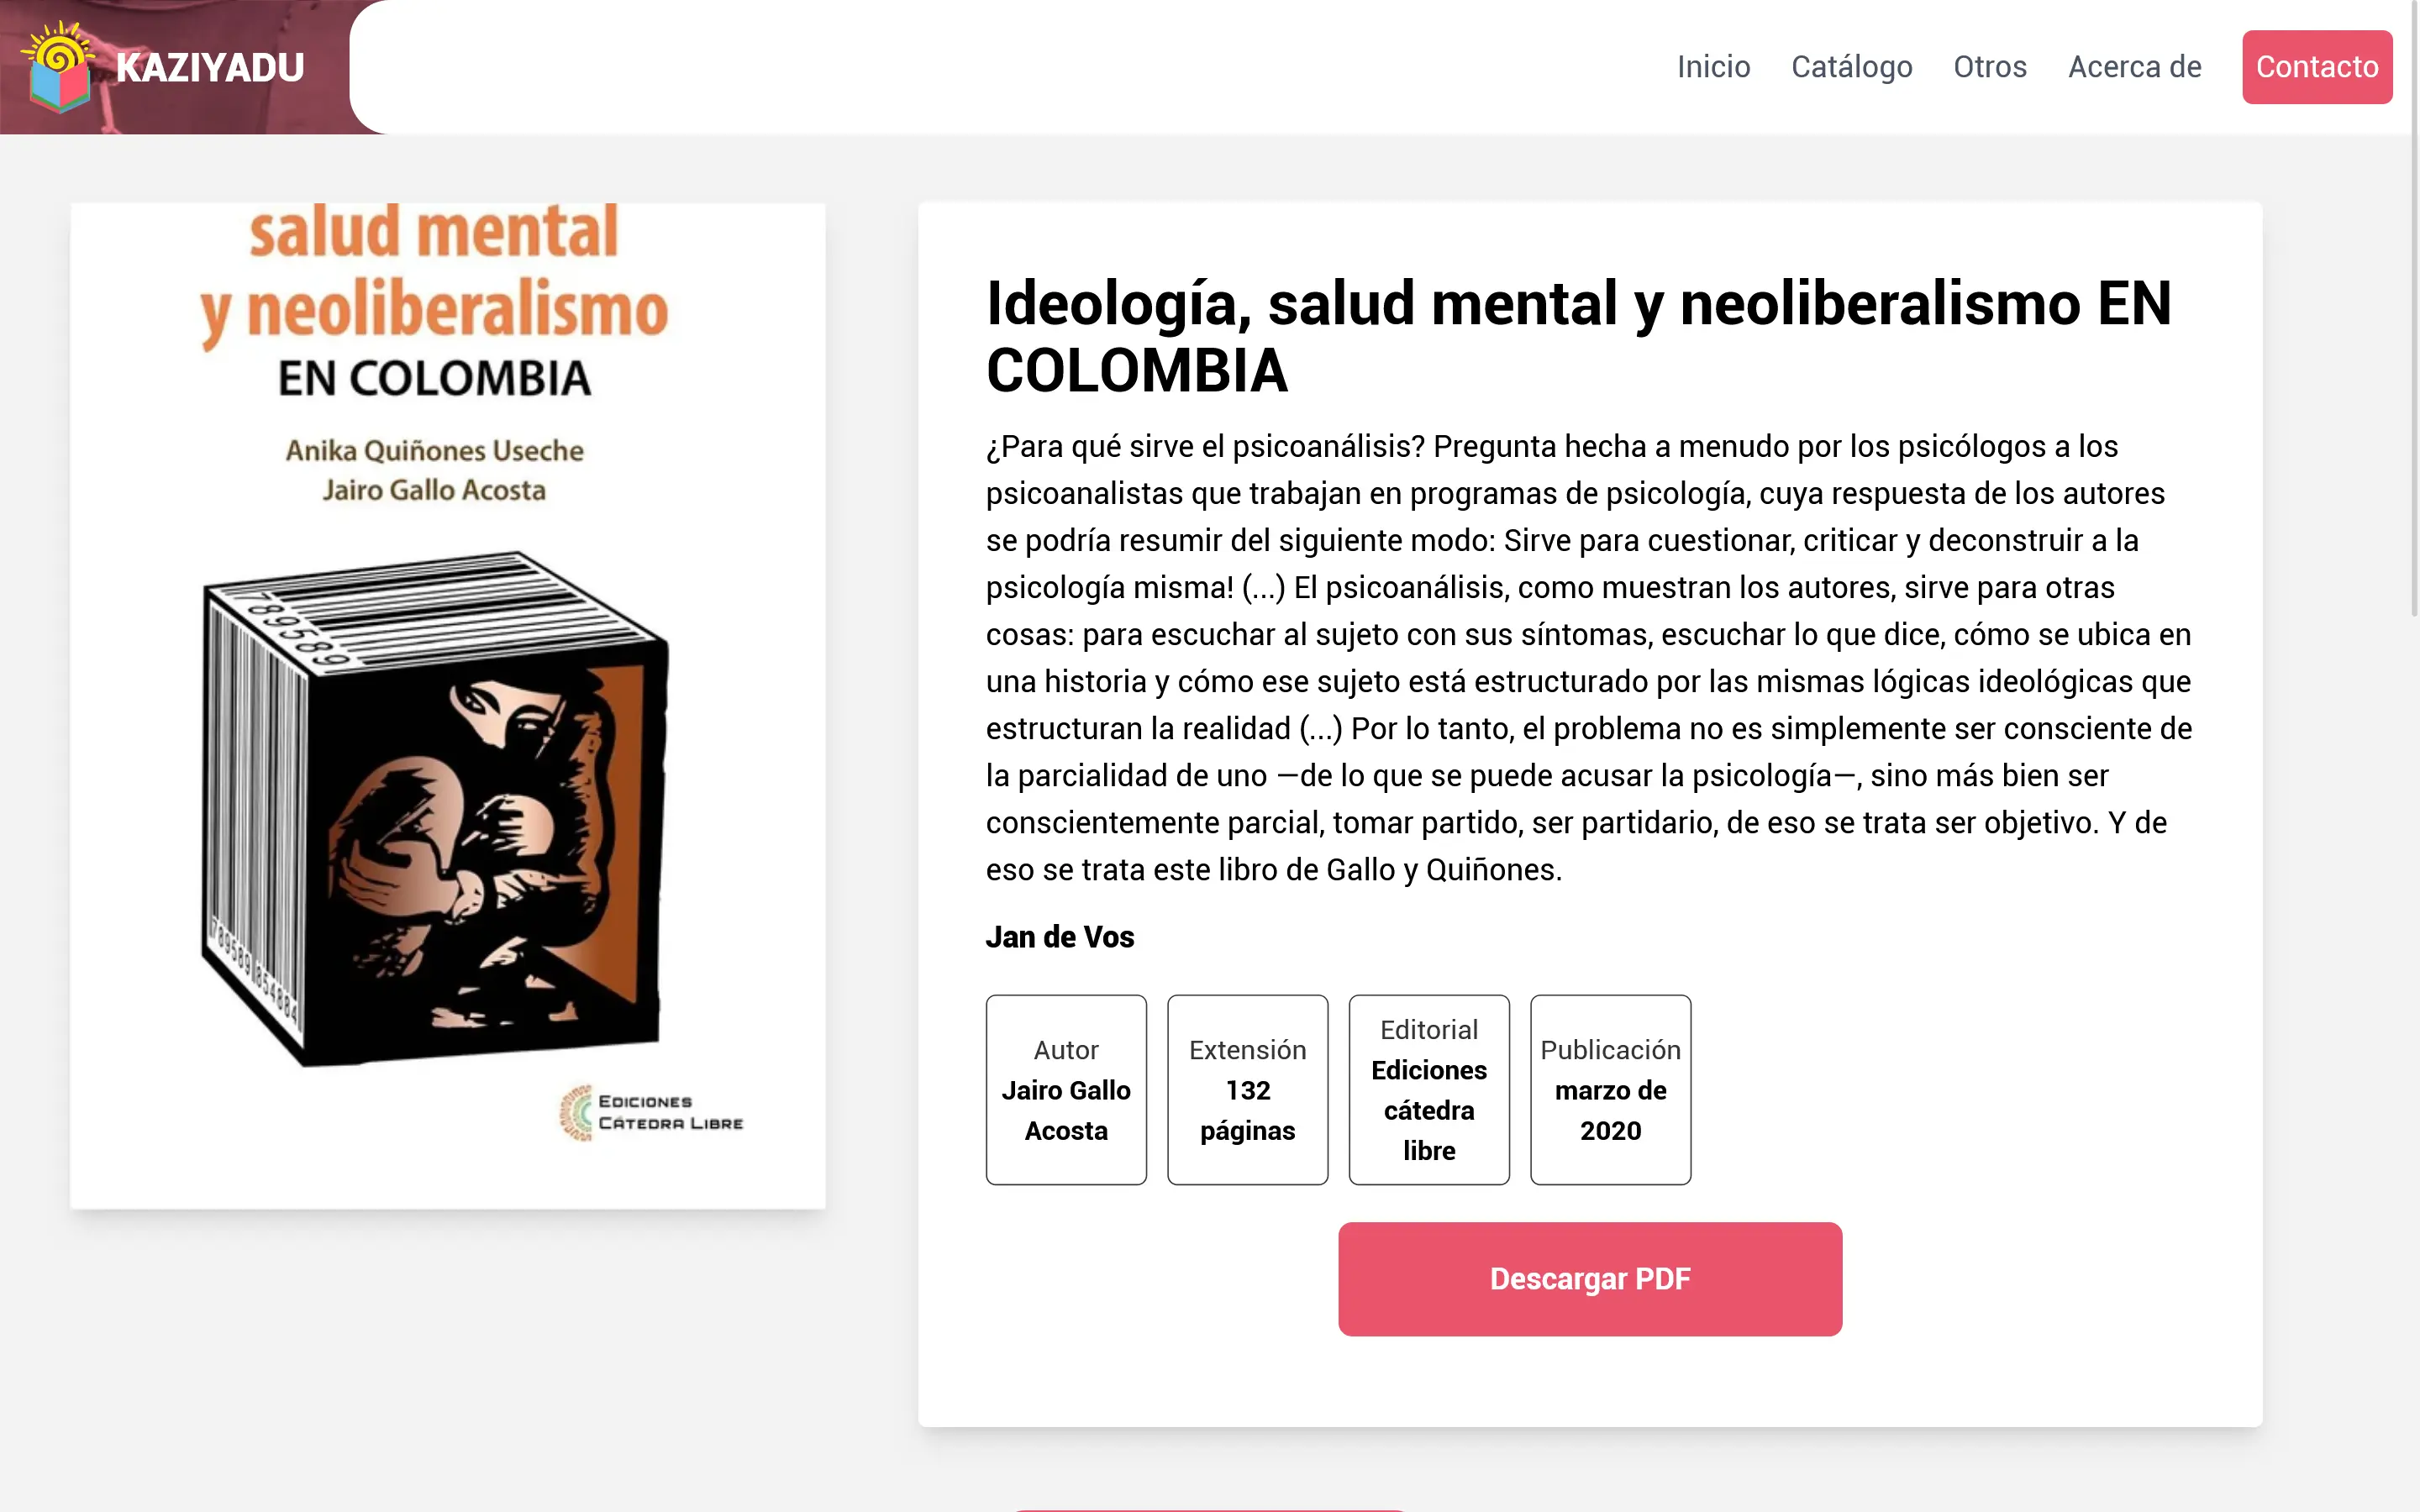 KAZIYADU
Inicio
Catálogo
Otros
Acerca de
Contacto
salud mental
y neoliberalismo
EN COLOMBIA
Anika Quiñones Useche
Jairo Gallo Acosta
789589
789589 854884
EDICIONES
CÁTEDRA LIBRE
Ideología, salud mental y neoliberalismo EN
COLOMBIA
¿Para qué sirve el psicoanálisis? Pregunta hecha a menudo por los psicólogos a los
psicoanalistas que trabajan en programas de psicología, cuya respuesta de los autores
se podría resumir del siguiente modo: Sirve para cuestionar, criticar y deconstruir a la
psicología misma! (...) El psicoanálisis, como muestran los autores, sirve para otras
cosas: para escuchar al sujeto con sus síntomas, escuchar lo que dice, cómo se ubica en
una historia y cómo ese sujeto está estructurado por las mismas lógicas ideológicas que
estructuran la realidad (...) Por lo tanto, el problema no es simplemente ser consciente de
la parcialidad de uno —de lo que se puede acusar la psicología—, sino más bien ser
conscientemente parcial, tomar partido, ser partidario, de eso se trata ser objetivo. Y de
eso se trata este libro de Gallo y Quiñones.
Jan de Vos
Autor
Jairo Gallo
Acosta
Extensión
132
páginas
Editorial
Ediciones
cátedra
libre
Publicación
marzo de
2020
Descargar PDF